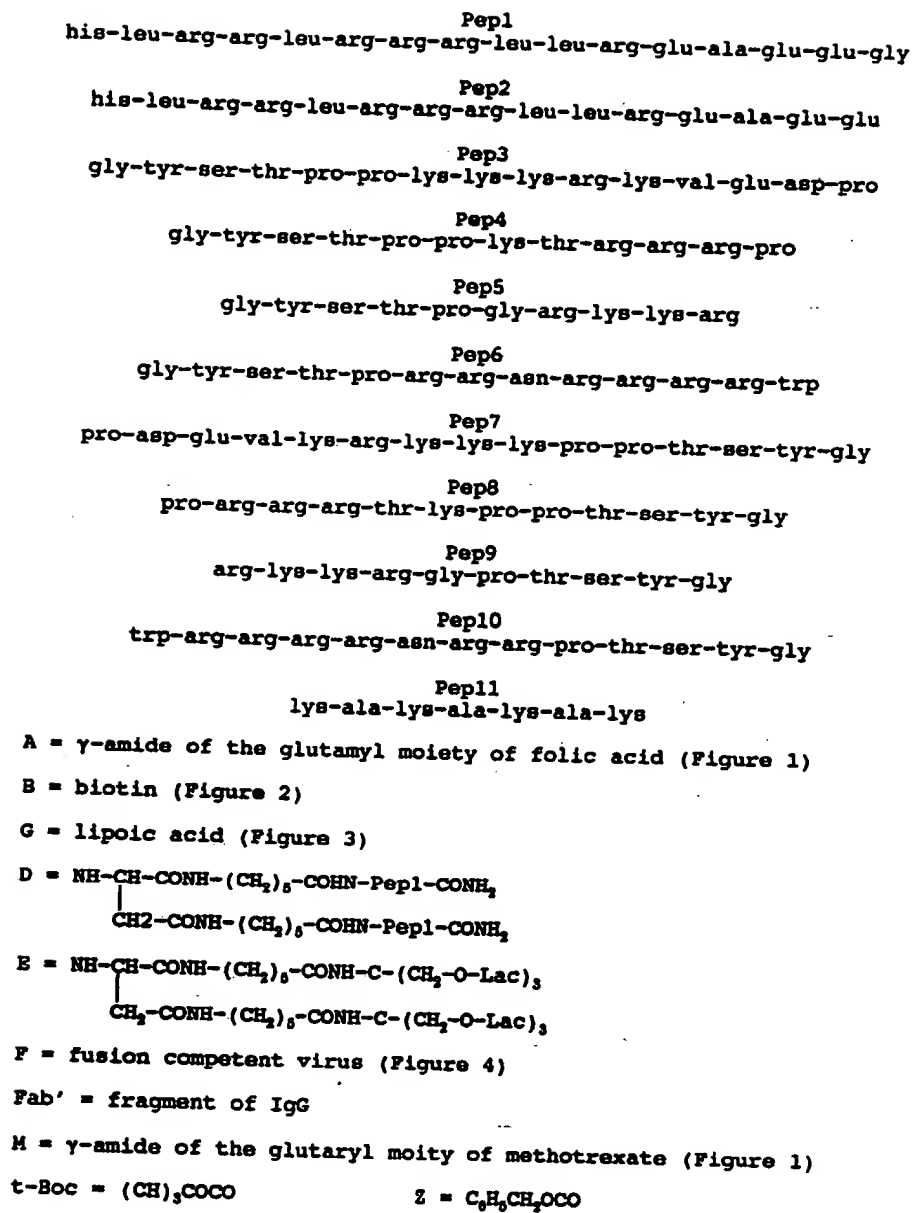 Pep1
his-leu-arg-arg-leu-arg-arg-arg-leu-leu-arg-glu-ala-glu-glu-gly
Pep2
his-leu-arg-arg-leu-arg-arg-arg-leu-leu-arg-glu-ala-glu-glu
Pep3
gly-tyr-ser-thr-pro-pro-lys-lys-lys-arg-lys-val-glu-asp-pro
Pep4
gly-tyr-ser-thr-pro-pro-lys-thr-arg-arg-arg-pro
Pep5
gly-tyr-ser-thr-pro-gly-arg-lys-lys-arg
Pep6
gly-tyr-ser-thr-pro-arg-arg-asn-arg-arg-arg-arg-trp
Pep7
pro-asp-glu-val-lys-arg-lys-lys-lys-pro-pro-thr-ser-tyr-gly
Pep8
pro-arg-arg-arg-thr-lys-pro-pro-thr-ser-tyr-gly
Pep9
arg-lys-lys-arg-gly-pro-thr-ser-tyr-gly
Pep10
trp-arg-arg-arg-arg-asn-arg-arg-pro-thr-ser-tyr-gly
Pep11
lys-ala-lys-ala-lys-ala-lys
A = γ-amide of the glutamyl moiety of folic acid (Figure 1)
B = biotin (Figure 2)
G = lipoic acid (Figure 3)
D = NH-CH-CONH-(CH₂)₅-COHN-Pep1-CONH₂
CH2-CONH-(CH₂)₅-COHN-Pep1-CONH₂
E = NH-CH-CONH-(CH₂)₅-CONH-C-(CH₂-O-Lac)₃
CH₂-CONH-(CH₂)₅-CONH-C-(CH₂-O-Lac)₃
F = fusion competent virus (Figure 4)
Fab' = fragment of IgG
M = γ-amide of the glutaryl moity of methotrexate (Figure 1)
t-Boc = (CH)₃COCO Z = C₆H₅CH₂OCO